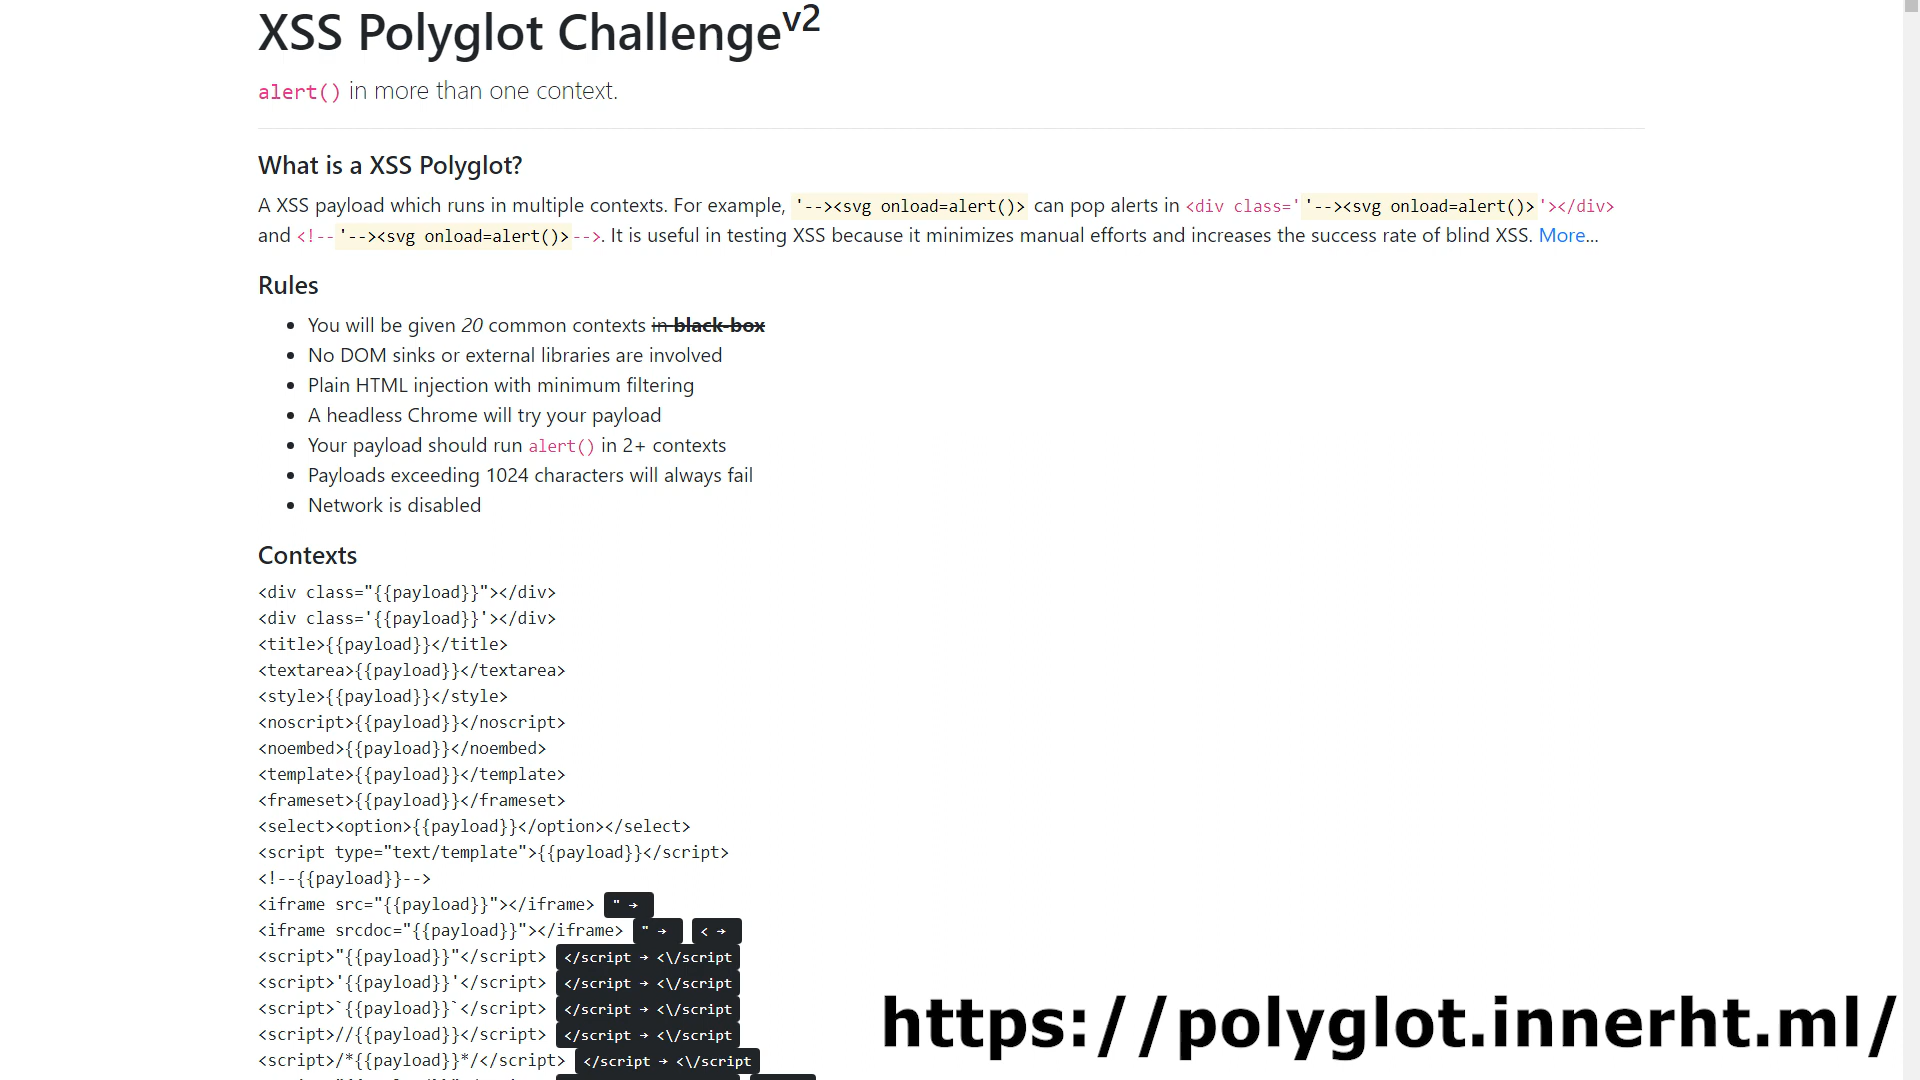 XSS Polyglot Challengev2
alert() in more than one context.
What is a XSS Polyglot?
A XSS payload which runs in multiple contexts. For example, '--><svg onload=alert()> can pop alerts in <div class=''--><svg onload=alert()>'></div>
and <!--'--><svg onload=alert()>-->. It is useful in testing XSS because it minimizes manual efforts and increases the success rate of blind XSS. More...
Rules
• You will be given 20 common contexts in black-box
• No DOM sinks or external libraries are involved
• Plain HTML injection with minimum filtering
• A headless Chrome will try your payload
• Your payload should run alert() in 2+ contexts
• Payloads exceeding 1024 characters will always fail
• Network is disabled
Contexts
<div class="{{payload}}"></div>
<div class='{{payload}}'></div>
<title>{{payload}}</title>
<textarea>{{payload}}</textarea>
<style>{{payload}}</style>
<noscript>{{payload}}</noscript>
<noembed>{{payload}}</noembed>
<template>{{payload}}</template>
<frameset>{{payload}}</frameset>
<select><option>{{payload}}</option></select>
<script type="text/template">{{payload}}</script>
<!--{{payload}}-->
<iframe src="{{payload}}"></iframe> " →
<iframe srcdoc="{{payload}}"></iframe> " → < →
<script>"{{payload}}"</script> </script → <\/script
<script>'{{payload}}'</script> </script → <\/script
<script>`{{payload}}`</script> </script → <\/script
<script>//{{payload}}</script> </script → <\/script
<script>/*{{payload}}*/</script> </script → <\/script
https://polyglot.innerht.ml/